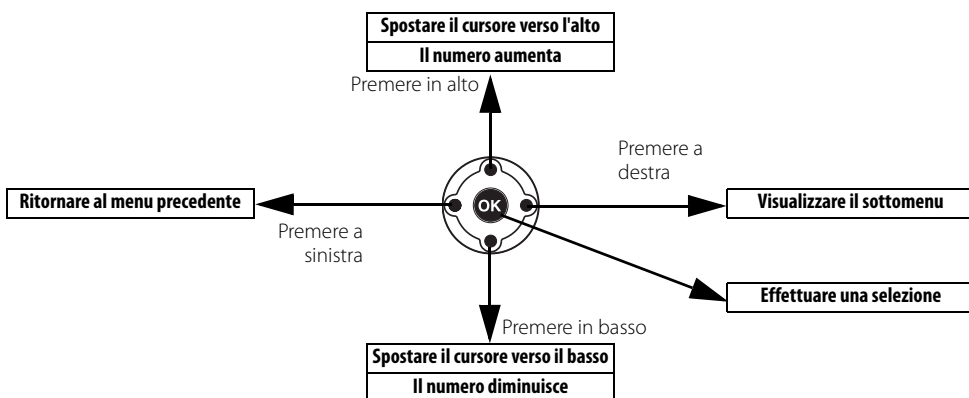 Spostare il cursore verso l'alto
Il numero aumenta
Premere in alto
Premere a
destra
Ritornare al menu precedente
OK
Visualizzare il sottomenu
Premere a
sinistra
Effettuare una selezione
Premere in basso
Spostare il cursore verso il basso
Il numero diminuisce